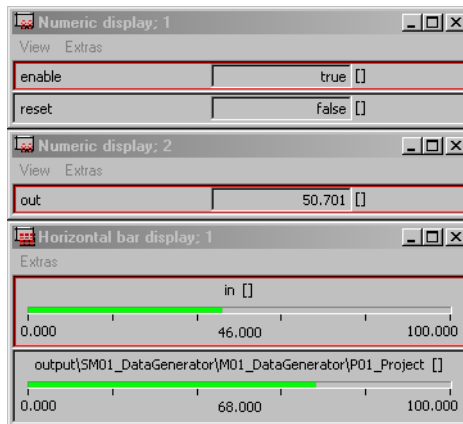 Numeric display; 1
View Extras
enable true []
reset false []
Numeric display; 2
View Extras
out 50.701 []
Horizontal bar display; 1
Extras
in []
0.000 46.000 100.000
output\SM01_DataGenerator\M01_DataGenerator\P01_Project []
0.000 68.000 100.000